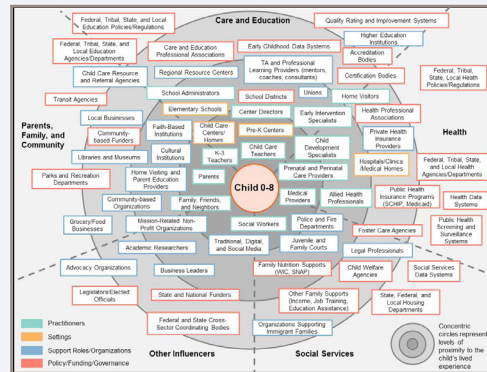 Care and Education
Federal, Tribal, State, and Local
Education Policies/Regulations
Quality Rating and Improvement Systems
Higher Education
Institutions
Federal, Tribal, State,
and Local Education
Agencies/Departments
Care and Education
Professional Associations
Early Childhood Data Systems
Accreditation
Bodies
Child Care Resource
and Referral Agencies
Regional Resource Centers
TA and Professional
Learning Providers (mentors,
coaches, consultants)
Certification Bodies
Federal, Tribal, State,
Local Health
Policies/Regulations
Transit Agencies
School Administrators
School Districts
Unions
Home Visitors
Elementary Schools
Center Directors
Early Intervention
Specialists
Health Professional
Associations
Parents,
Family, and
Community
Local Businesses
Community-
based Funders
Faith-Based
Institutions
Child Care
Centers/
Homes
Pre-K Centers
Child
Development
Specialists
Private Health
Insurance
Providers
Health
Libraries and Museums
Cultural
Institutions
K-3
Teachers
Child Care
Teachers
Hospitals/Clinics
Medical Homes
Federal, Tribal, State,
and Local Health
Agencies/Departments
Parks and Recreation
Departments
Home Visiting and
Parent Education
Providers
Parents
Child 0-8
Prenatal and Perinatal
Care Providers
Community-based
Organizations
Family, Friends,
and Neighbors
Medical
Providers
Allied Health
Professionals
Public Health
Insurance Programs
(SCHIP, Medicaid)
Health Data
Systems
Grocery/Food
Businesses
Mission-Related Non-
Profit Organizations
Social Workers
Police and Fire
Departments
Foster Care Agencies
Public Health
Screening and
Surveillance
Systems
Academic Researchers
Traditional, Digital,
and Social Media
Juvenile and
Family Courts
Legal Professionals
Advocacy Organizations
Business Leaders
Family Nutrition Supports
(WIC, SNAP)
Child Welfare
Agencies
Social Services
Data Systems
Legislators/Elected
Officials
State and National Funders
Other Family Supports
(Income, Job Training,
Education Assistance)
State, Federal, and
Local Housing
Departments
Federal and State Cross-
Sector Coordinating Bodies
Organizations Supporting
Immigrant Families
Practitioners
Settings
Support Roles/Organizations
Policy/Funding/Governance
Other Influencers
Social Services
Concentric
circles represent
levels of
proximity to the
child's lived
experience